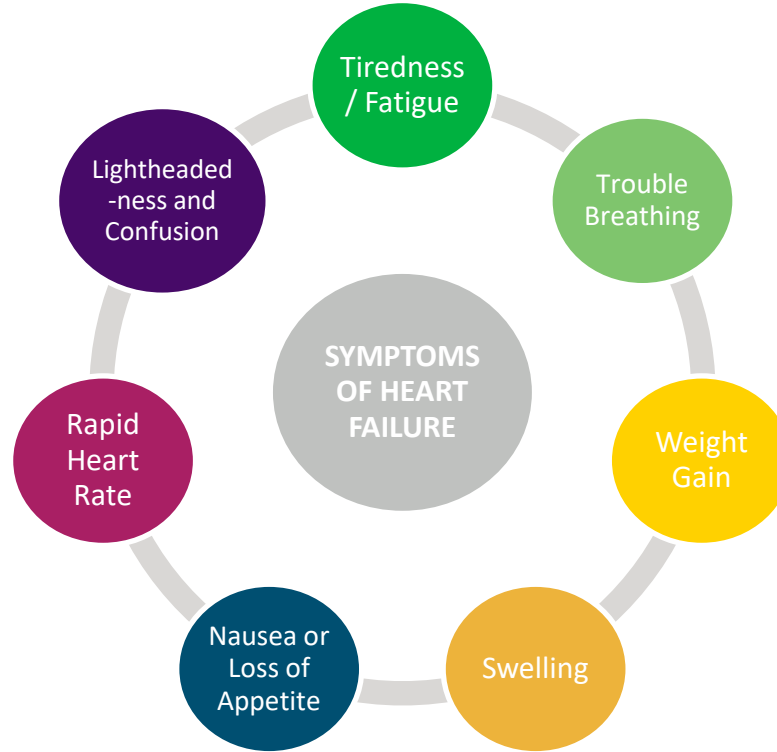 Tiredness
/ Fatigue
Trouble
Breathing
Weight
Gain
Swelling
Nausea or
Loss of
Appetite
Rapid
Heart
Rate
Lightheaded
-ness and
Confusion
SYMPTOMS
OF HEART
FAILURE